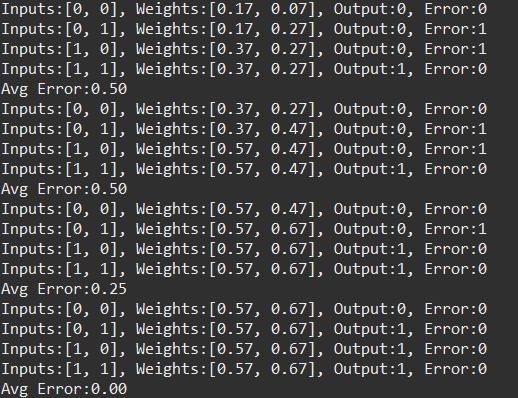 Inputs:[0, 0], Weights:[0.17, 0.07], Output:0, Error:0
Inputs:[0, 1], Weights:[0.17, 0.27], Output:0, Error:1
Inputs:[1, 0], Weights:[0.37, 0.27], Output:0, Error:1
Inputs:[1, 1], Weights:[0.37, 0.27], Output:1, Error:0
Avg Error:0.50
Inputs:[0, 0], Weights:[0.37, 0.27], Output:0, Error:0
Inputs:[0, 1], Weights:[0.37, 0.47], Output:0, Error:1
Inputs:[1, 0], Weights:[0.57, 0.47], Output:0, Error:1
Inputs:[1, 1], Weights:[0.57, 0.47], Output:1, Error:0
Avg Error:0.50
Inputs:[0, 0], Weights:[0.57, 0.47], Output:0, Error:0
Inputs:[0, 1], Weights:[0.57, 0.67], Output:0, Error:1
Inputs:[1, 0], Weights:[0.57, 0.67], Output:1, Error:0
Inputs:[1, 1], Weights:[0.57, 0.67], Output:1, Error:0
Avg Error:0.25
Inputs:[0, 0], Weights:[0.57, 0.67], Output:0, Error:0
Inputs:[0, 1], Weights:[0.57, 0.67], Output:1, Error:0
Inputs:[1, 0], Weights:[0.57, 0.67], Output:1, Error:0
Inputs:[1, 1], Weights:[0.57, 0.67], Output:1, Error:0
Avg Error:0.00